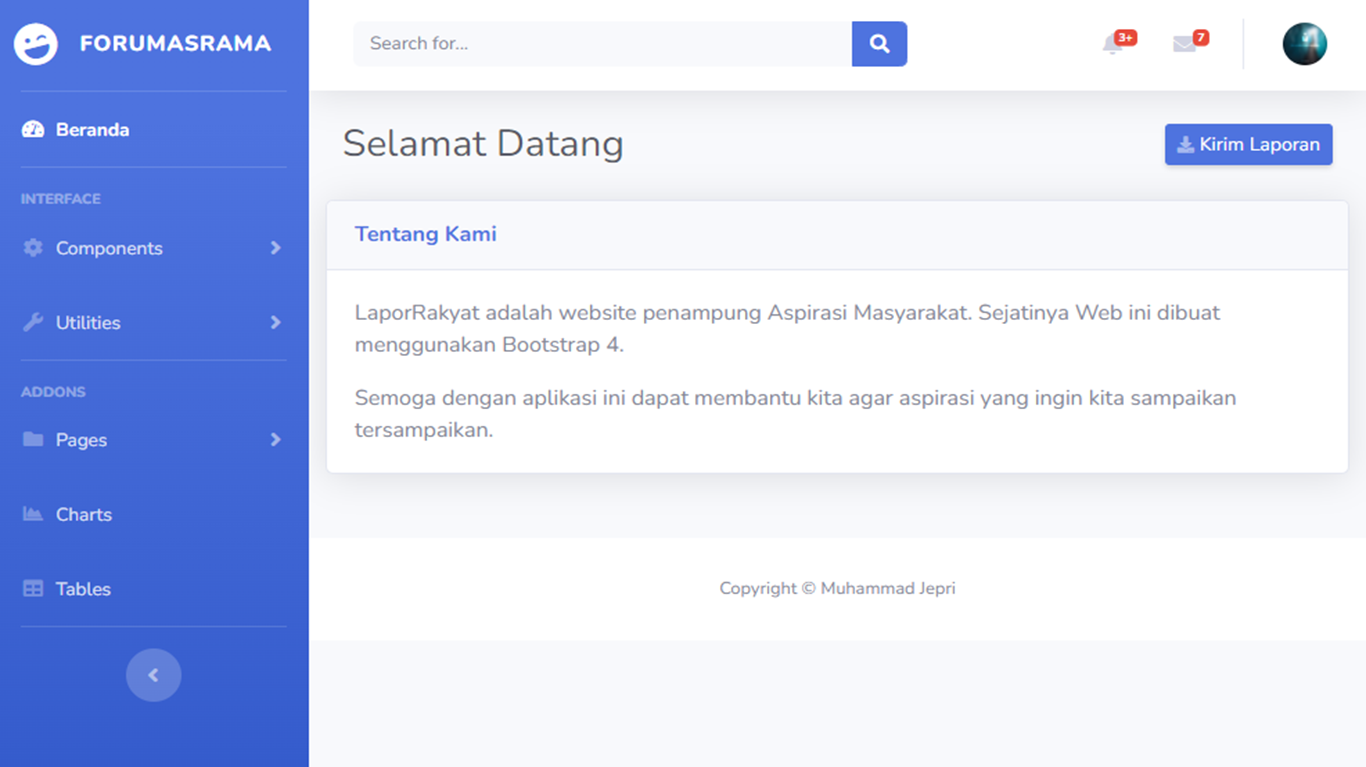 FORUMASRAMA
Search for...
3+
7
Beranda
INTERFACE
Components
Utilities
ADDONS
Pages
Charts
Tables
Selamat Datang
Kirim Laporan
Tentang Kami
LaporRakyat adalah website penampung Aspirasi Masyarakat. Sejatinya Web ini dibuat
menggunakan Bootstrap 4.
Semoga dengan aplikasi ini dapat membantu kita agar aspirasi yang ingin kita sampaikan
tersampaikan.
Copyright © Muhammad Jepri